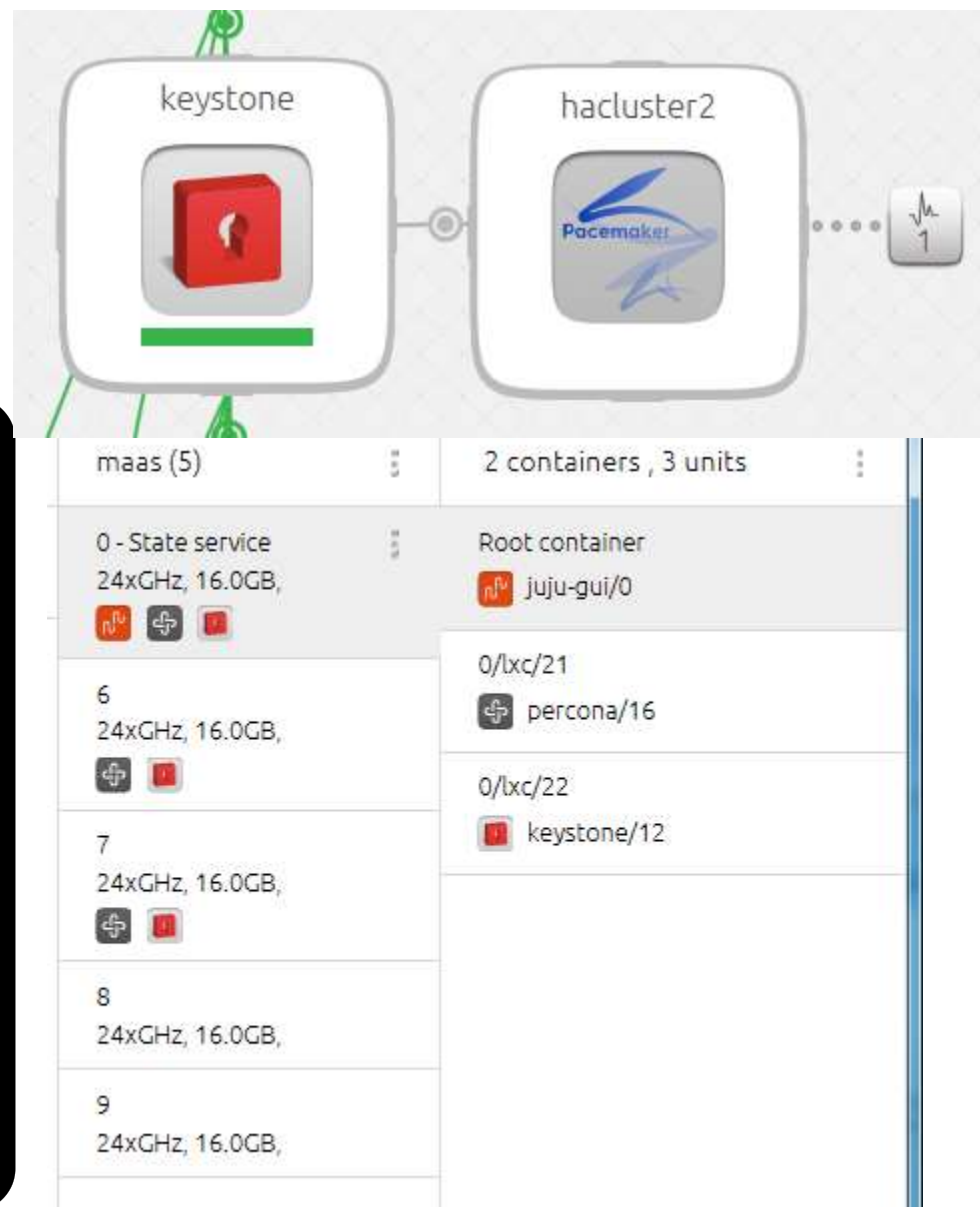 keystone
hacluster2
Pacemaker
1
maas (5)
2 containers , 3 units
0 - State service
24xGHz, 16.0GB,
Root container
juju-gui/0
6
24xGHz, 16.0GB,
0/lxc/21
percona/16
7
24xGHz, 16.0GB,
0/lxc/22
keystone/12
8
24xGHz, 16.0GB,
9
24xGHz, 16.0GB,